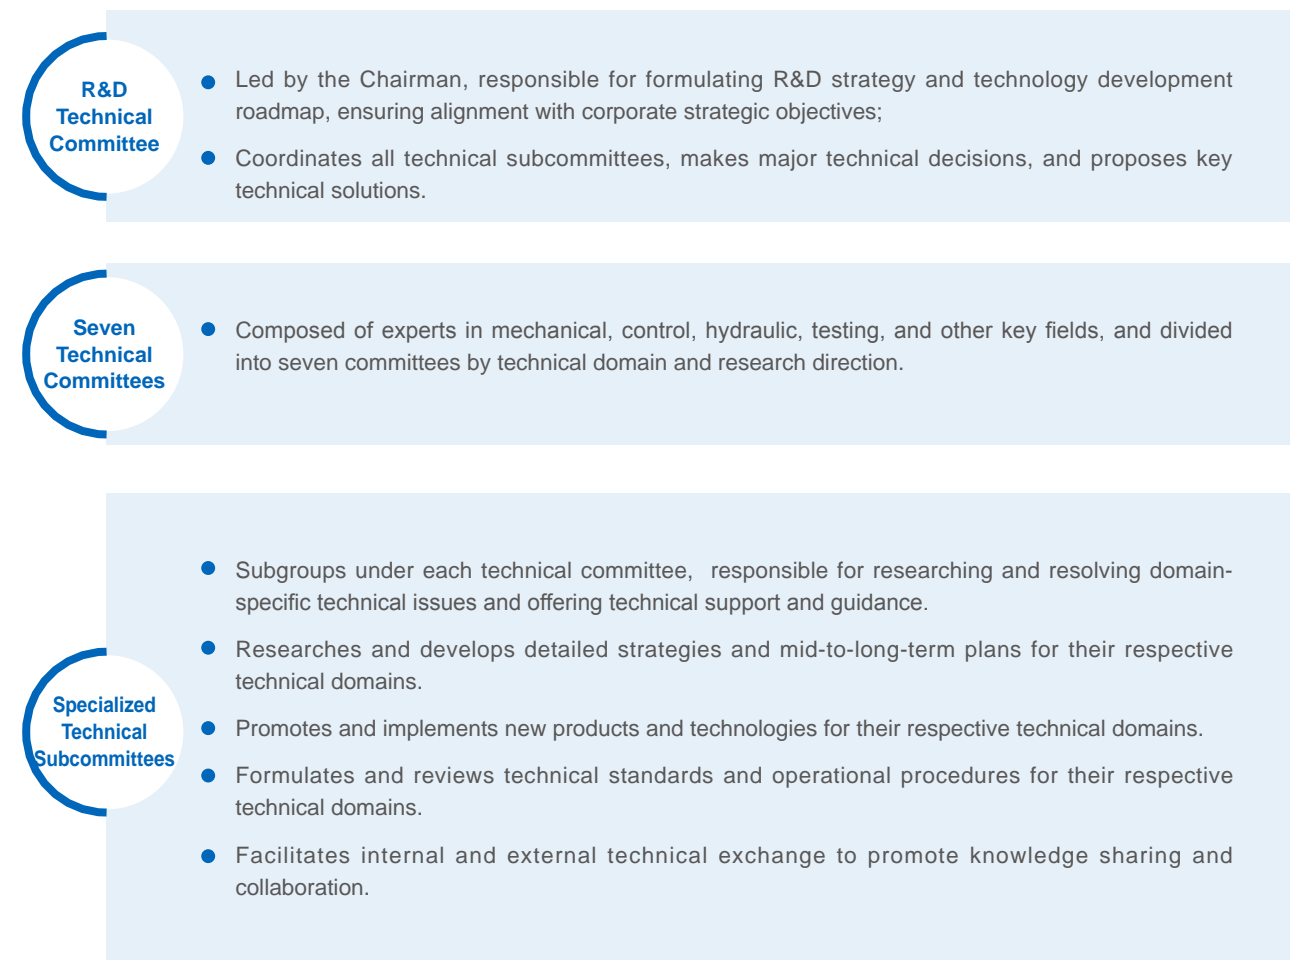 R&D
Technical
Committee
Led by the Chairman, responsible for formulating R&D strategy and technology development
roadmap, ensuring alignment with corporate strategic objectives;
Coordinates all technical subcommittees, makes major technical decisions, and proposes key
technical solutions.
Seven
Technical
Committees
Composed of experts in mechanical, control, hydraulic, testing, and other key fields, and divided
into seven committees by technical domain and research direction.
Specialized
Technical
Subcommittees
Subgroups under each technical committee, responsible for researching and resolving domain-
specific technical issues and offering technical support and guidance.
Researches and develops detailed strategies and mid-to-long-term plans for their respective
technical domains.
Promotes and implements new products and technologies for their respective technical domains.
Formulates and reviews technical standards and operational procedures for their respective
technical domains.
Facilitates internal and external technical exchange to promote knowledge sharing and
collaboration.